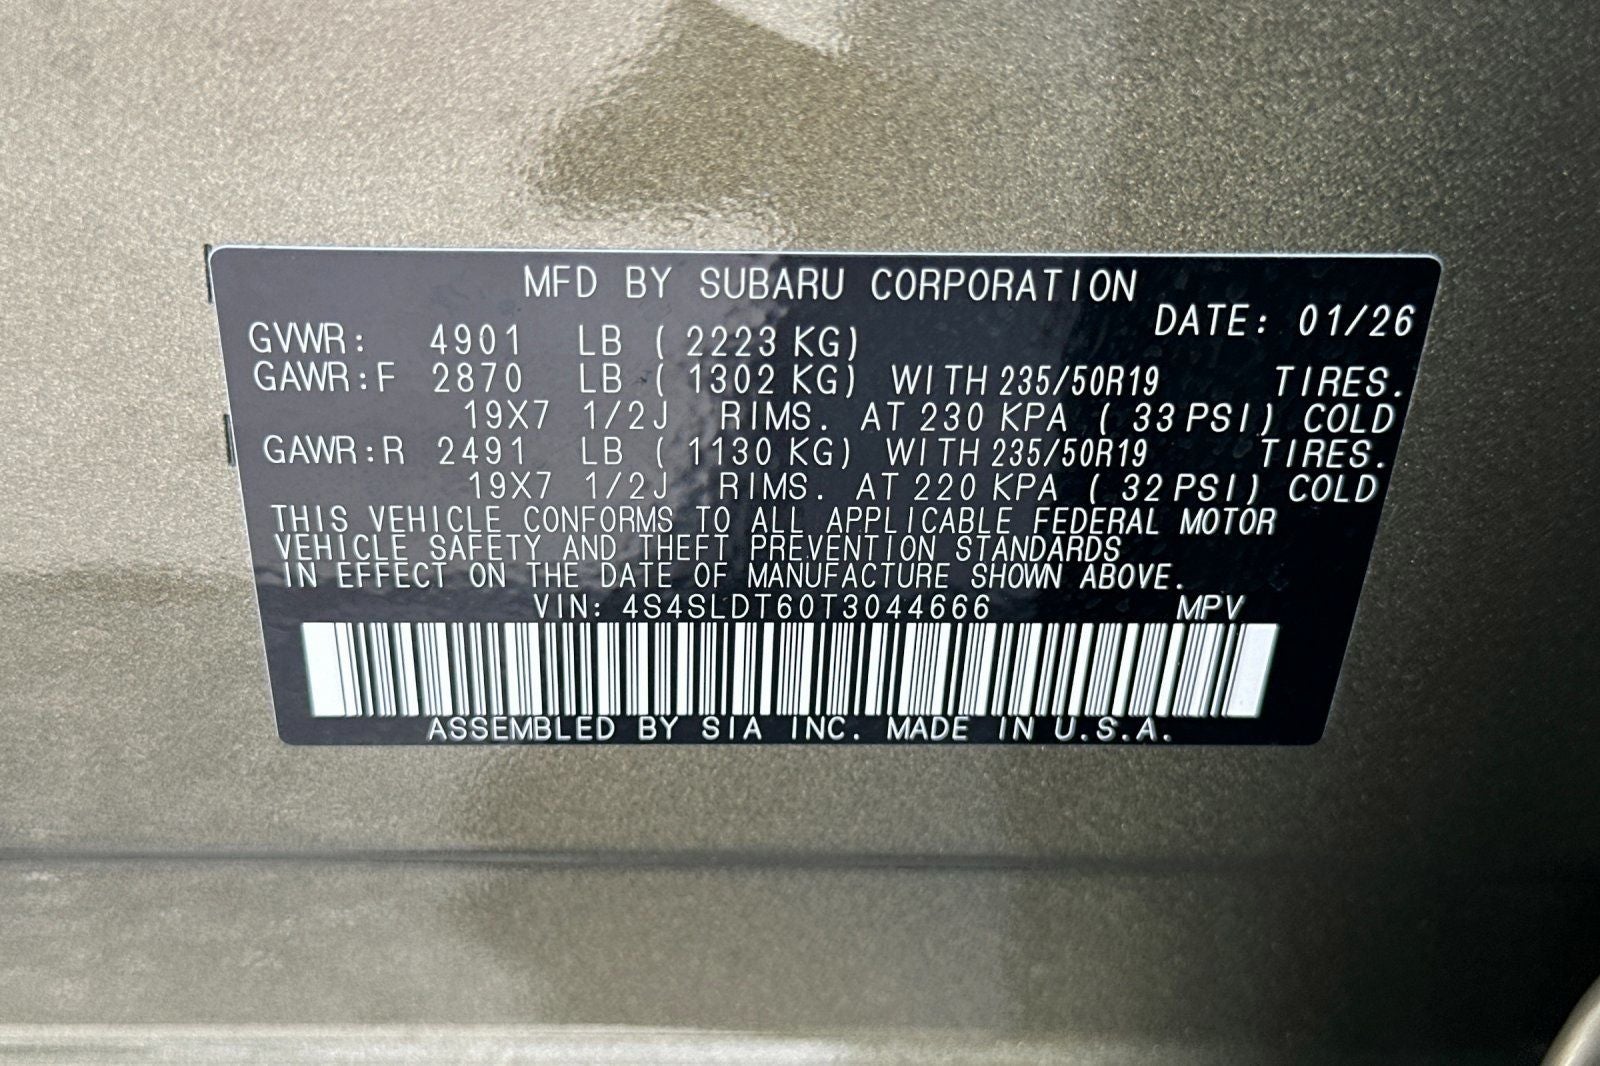 MFD BY SUBARU CORPORATION
DATE: 01/26
GVWR: 4901 LB ( 2223 KG)
GAWR:F 2870 LB ( 1302 KG) WITH 235/50R19 TIRES.
19X7 1/2J RIMS. AT 230 KPA ( 33 PSI) COLD
GAWR:R 2491 LB ( 1130 KG) WITH 235/50R19 TIRES.
19X7 1/2J RIMS. AT 220 KPA ( 32 PSI) COLD
THIS VEHICLE CONFORMS TO ALL APPLICABLE FEDERAL MOTOR
VEHICLE SAFETY AND THEFT PREVENTION STANDARDS
IN EFFECT ON THE DATE OF MANUFACTURE SHOWN ABOVE.
VIN: 4S4SLDT60T3044666 MPV
ASSEMBLED BY SIA INC. MADE IN U.S.A.